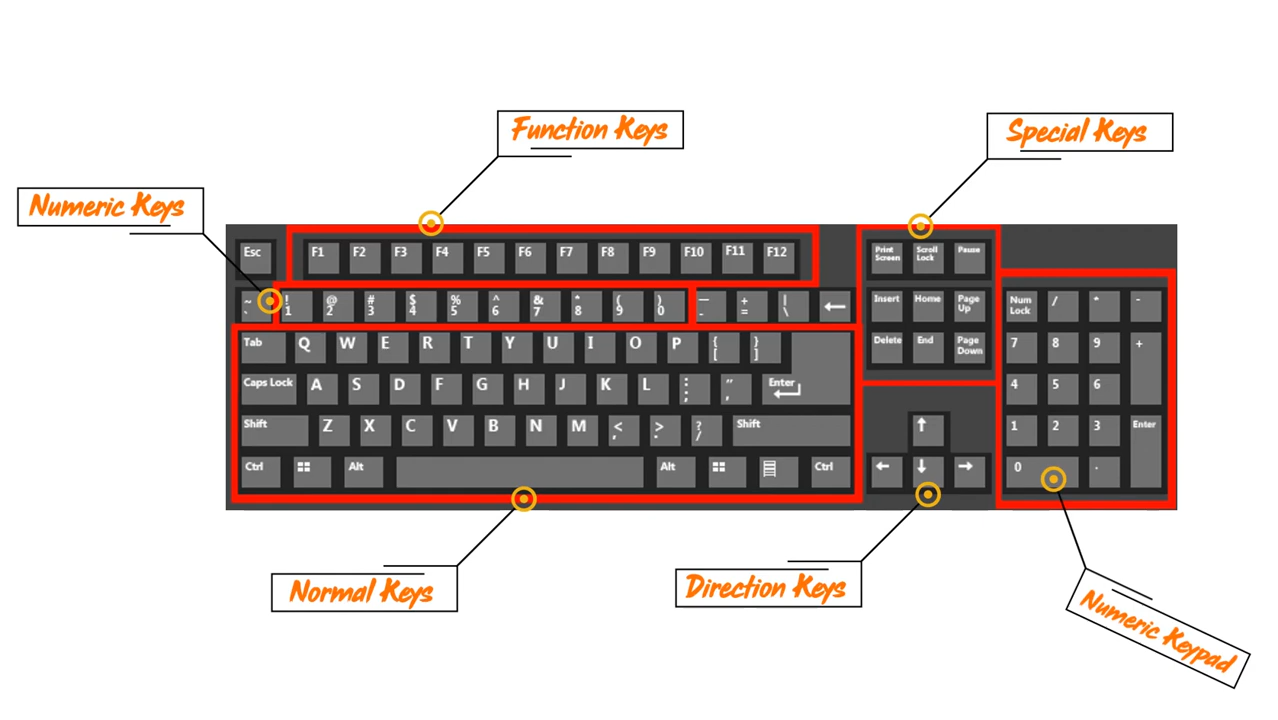 Function Keys
Special Keys
Numeric Keys
Esc F1 F2 F3 F4 F5 F6 F7 F8 F9 F10 F11 F12
Print Screen Scroll Lock Pause
~ ` ! 1 @ 2 # 3 $ 4 % 5 ^ 6 & 7 * 8 ( 9 ) 0 — - + = | \ ←
Insert Home Page Up
Num Lock / * -
Tab Q W E R T Y U I O P { [ } ]
Delete End Page Down
7 8 9 +
Caps Lock A S D F G H J K L : ; " , Enter
4 5 6
Shift Z X C V B N M < , > . ? / Shift
↑
1 2 3 Enter
Ctrl Alt Alt Ctrl
← ↓ →
0 .
Normal Keys
Direction Keys
Numeric Keypad